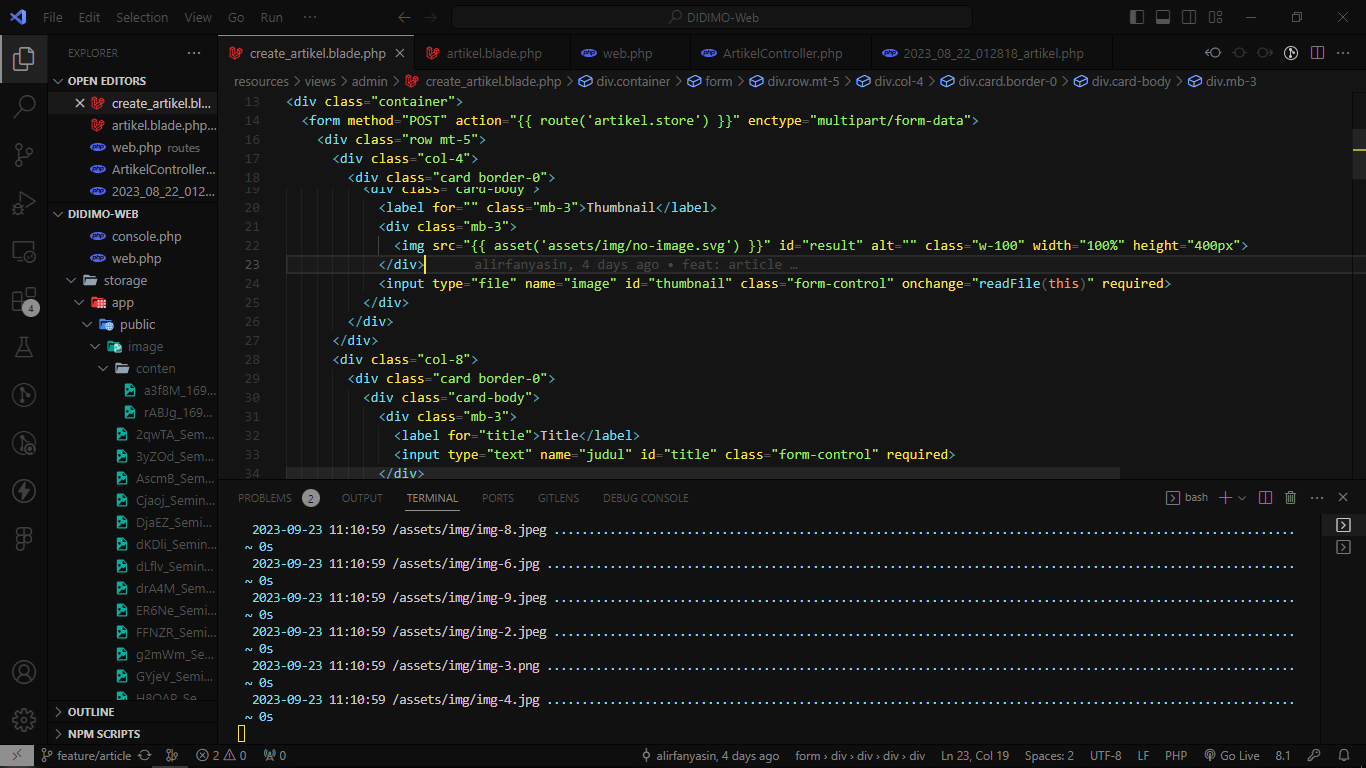 File Edit Selection View Go Run ··· DIDIMO-Web
EXPLORER ···
OPEN EDITORS
create_artikel.bl...
artikel.blade.php...
web.php routes
ArtikelController...
2023_08_22_012...
DIDIMO-WEB
console.php
web.php
storage
app
public
image
conten
a3f8M_169...
rABJg_169...
2qwTA_Sem...
3yZOd_Sem...
AscmB_Sem...
Cjaoj_Semin...
DjaEZ_Semi...
dKDli_Semin...
dLflv_Semin...
drA4M_Sem...
ER6Ne_Semi...
FFNZR_Semi...
g2mWm_Se...
GYjeV_Semi...
H8OAP_Se...
OUTLINE
NPM SCRIPTS
create_artikel.blade.php artikel.blade.php web.php ArtikelController.php 2023_08_22_012818_artikel.php
resources > views > admin > create_artikel.blade.php > div.container > form > div.row.mt-5 > div.col-4 > div.card.border-0 > div.card-body > div.mb-3
13 <div class="container">
14 <form method="POST" action="{{ route('artikel.store') }}" enctype="multipart/form-data">
16 <div class="row mt-5">
17 <div class="col-4">
18 <div class="card border-0">
19 <div class="card-body">
20 <label for="" class="mb-3">Thumbnail</label>
21 <div class="mb-3">
22 <img src="{{ asset('assets/img/no-image.svg') }}" id="result" alt="" class="w-100" width="100%" height="400px">
23 </div> alirfanyasin, 4 days ago • feat: article …
24 <input type="file" name="image" id="thumbnail" class="form-control" onchange="readFile(this)" required>
25 </div>
26 </div>
27 </div>
28 <div class="col-8">
29 <div class="card border-0">
30 <div class="card-body">
31 <div class="mb-3">
32 <label for="title">Title</label>
33 <input type="text" name="judul" id="title" class="form-control" required>
34 </div>
PROBLEMS 2 OUTPUT TERMINAL PORTS GITLENS DEBUG CONSOLE bash
2023-09-23 11:10:59 /assets/img/img-8.jpeg ........................................
~ 0s
2023-09-23 11:10:59 /assets/img/img-6.jpg ........................................
~ 0s
2023-09-23 11:10:59 /assets/img/img-9.jpeg ........................................
~ 0s
2023-09-23 11:10:59 /assets/img/img-2.jpeg ........................................
~ 0s
2023-09-23 11:10:59 /assets/img/img-3.png ........................................
~ 0s
2023-09-23 11:10:59 /assets/img/img-4.jpg ........................................
~ 0s
4
feature/article 2 0 0 alirfanyasin, 4 days ago form › div › div › div › div Ln 23, Col 19 Spaces: 2 UTF-8 LF PHP Go Live 8.1